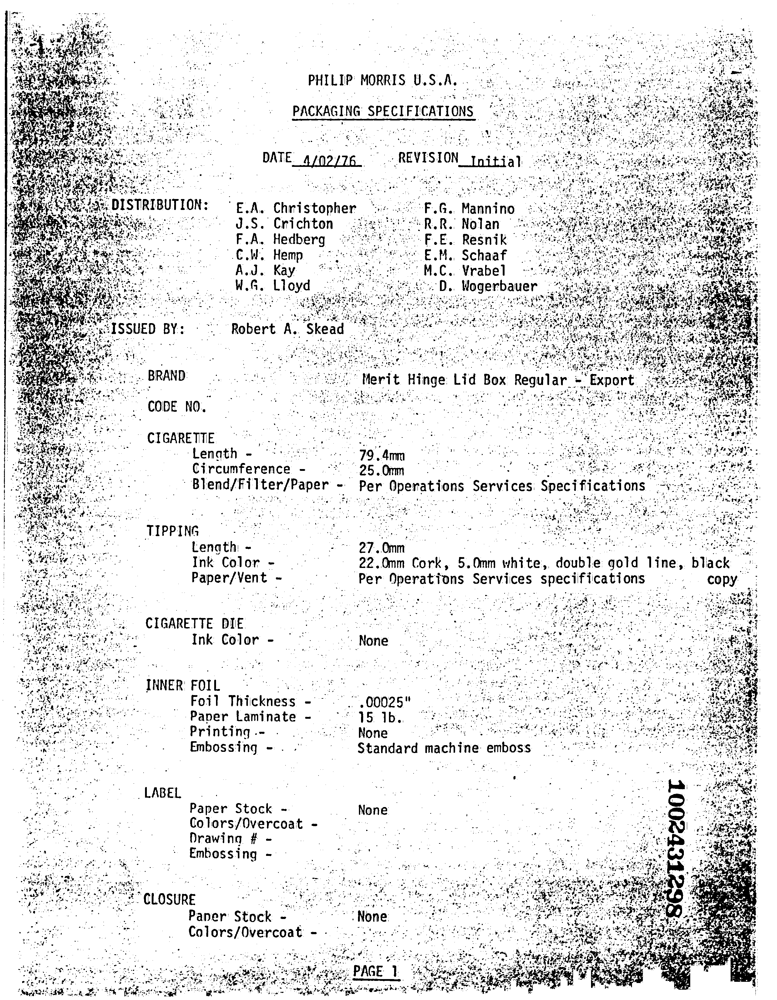 PHILIP MORRIS U.S.A.
PACKAGING SPECIFICATIONS
DATE 4/02/76 REVISION Initial
DISTRIBUTION: E.A. Christopher F.G. Mannino
J.S. Crichton R.R. Nolan
F.A. Hedberg F.E. Resnik
C.W. Hemp E.M. Schaaf
A.J. Kay M.C. Vrabel
W.G. Lloyd D. Wogerbauer
ISSUED BY: Robert A. Skead
BRAND Merit Hinge Lid Box Regular - Export
CODE NO.
CIGARETTE
Length - 79.4mm
Circumference - 25.0mm
Blend/Filter/Paper - Per Operations Services Specifications
TIPPING
Length - 27.0mm
Ink Color - 22.0mm Cork, 5.0mm white, double gold line, black
Paper/Vent - Per Operations Services specifications copy
CIGARETTE DIE
Ink Color - None
INNER FOIL
Foil Thickness - .00025"
Paper Laminate - 15 lb.
Printing - None
Embossing - Standard machine emboss
LABEL
Paper Stock - None
Colors/Overcoat -
Drawing # -
Embossing -
CLOSURE
Paper Stock - None
Colors/Overcoat -
PAGE 1
1002431298